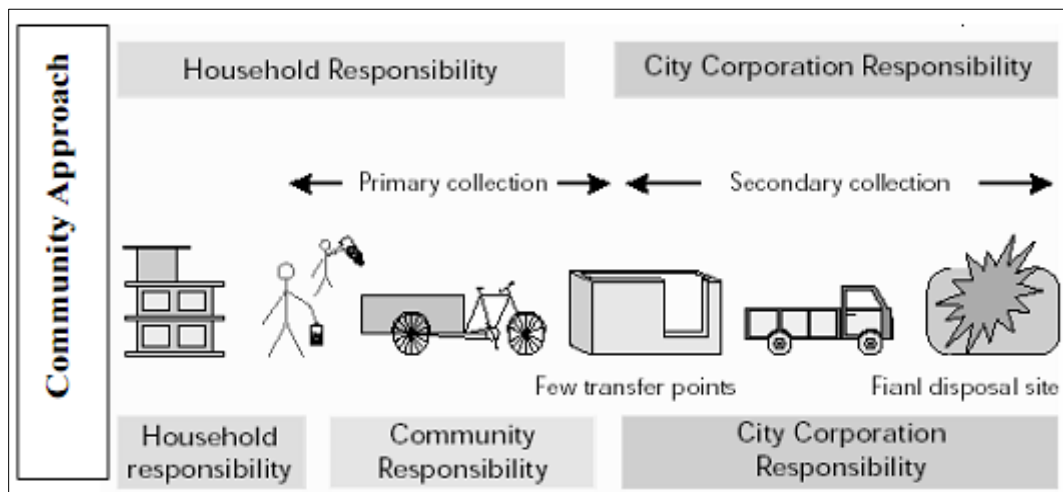 Community Approach
Household Responsibility
City Corporation Responsibility
Primary collection
Secondary collection
Few transfer points
Fianl disposal site
Household
responsibility
Community
Responsibility
City Corporation
Responsibility